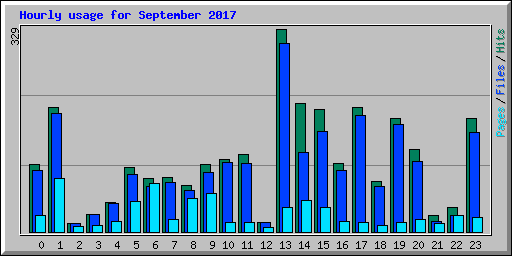 Hourly usage for September 2017
329
Pages/Files/Hits
0 1 2 3 4 5 6 7 8 9 10 11 12 13 14 15 16 17 18 19 20 21 22 23